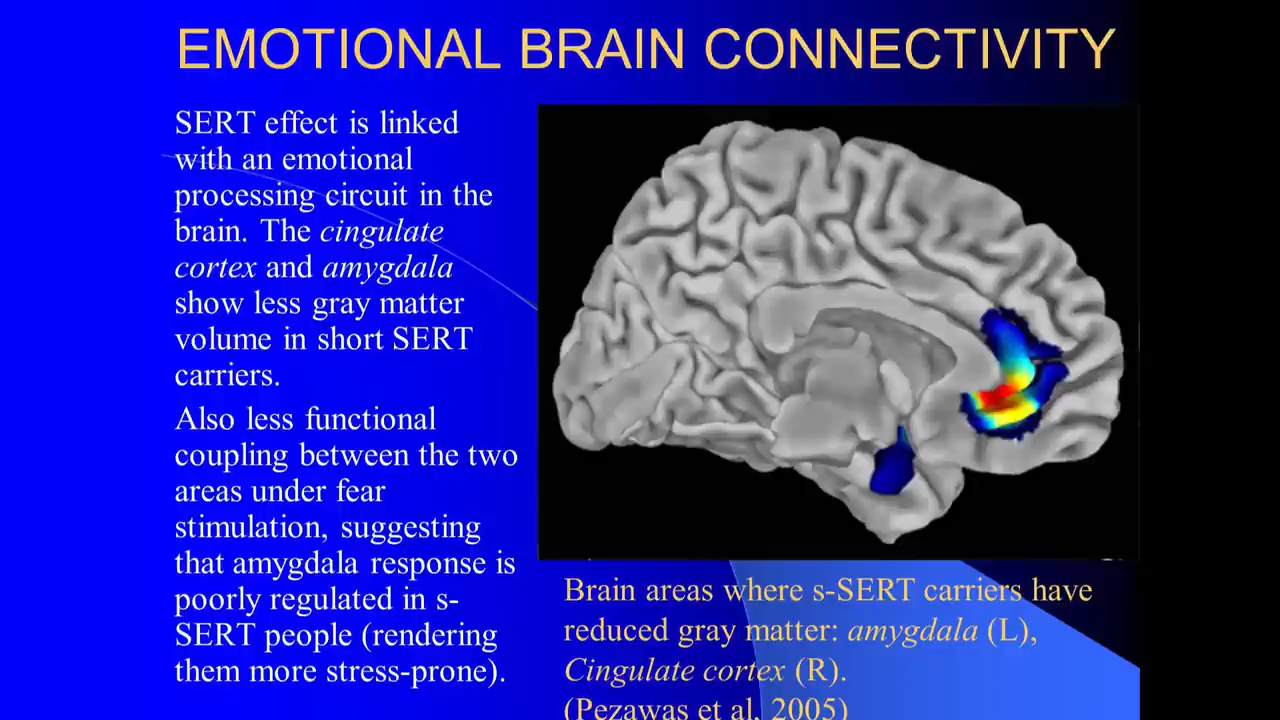 EMOTIONAL BRAIN CONNECTIVITY
SERT effect is linked
with an emotional
processing circuit in the
brain. The cingulate
cortex and amygdala
show less gray matter
volume in short SERT
carriers.
Also less functional
coupling between the two
areas under fear
stimulation, suggesting
that amygdala response is
poorly regulated in s-
SERT people (rendering
them more stress-prone).
Brain areas where s-SERT carriers have
reduced gray matter: amygdala (L),
Cingulate cortex (R).
(Pezawas et al, 2005)